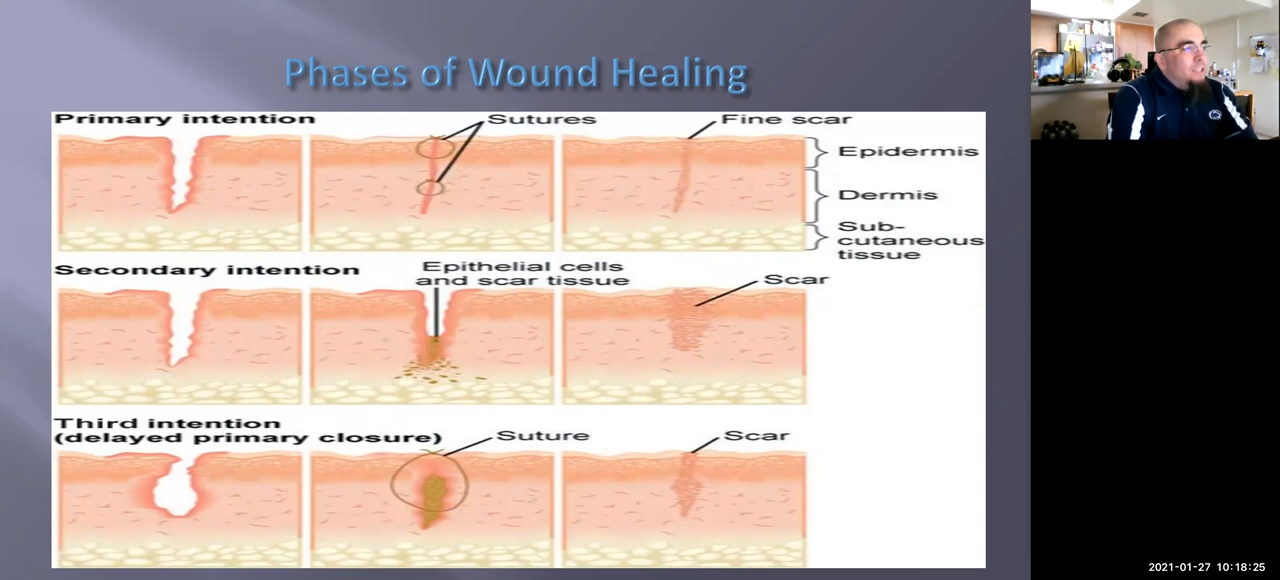 Phases of Wound Healing
Primary intention
Sutures
Fine scar
Epidermis
Dermis
Sub-
cutaneous
tissue
Secondary intention
Epithelial cells
and scar tissue
Scar
Third intention
(delayed primary closure)
Suture
Scar
2021-01-27 10:18:25